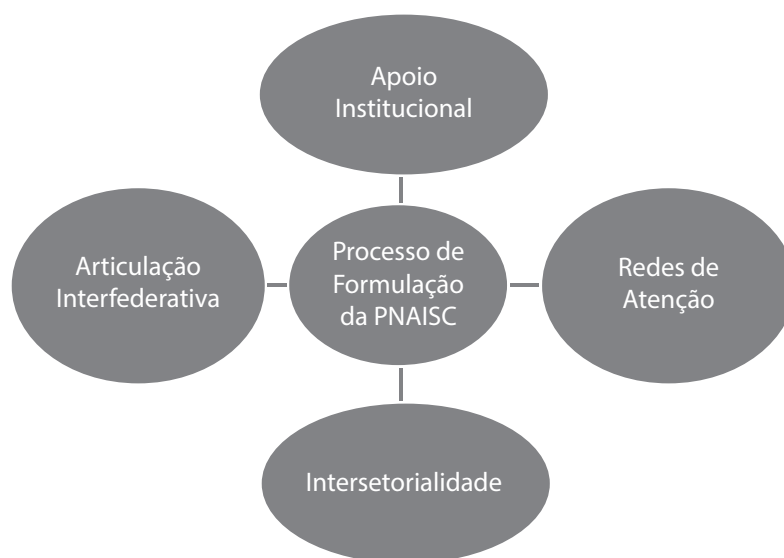 Apoio
Institucional
Articulação
Interfederativa
Processo de
Formulação
da PNAISC
Redes de
Atenção
Intersetorialidade